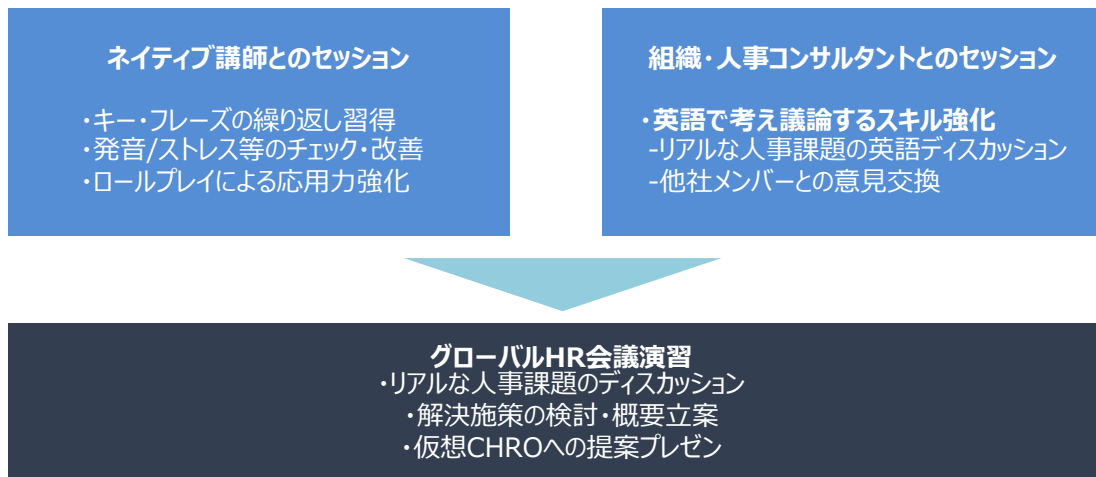 ネイティブ講師とのセッション
・キー・フレーズの繰り返し習得
・発音/ストレス等のチェック・改善
・ロールプレイによる応用力強化
組織・人事コンサルタントとのセッション
・英語で考え議論するスキル強化
-リアルな人事課題の英語ディスカッション
-他社メンバーとの意見交換
グローバルHR会議演習
・リアルな人事課題のディスカッション
・解決施策の検討・概要立案
・仮想CHROへの提案プレゼン